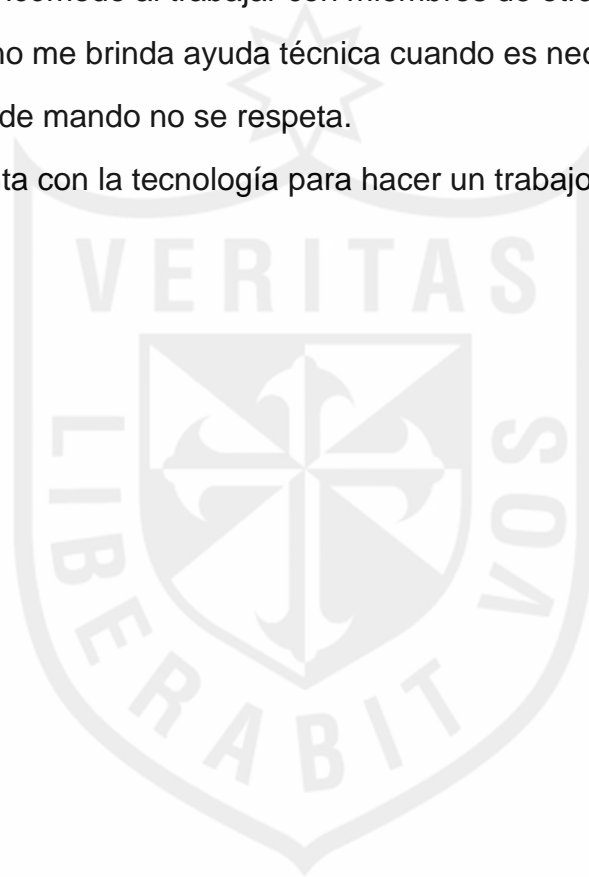 al trabajar con miembros de
no me brinda ayuda técnica cuando es
de mando no se respeta.
con la tecnología para hacer un trabajo
VERITAS
LIBERABIT VOS